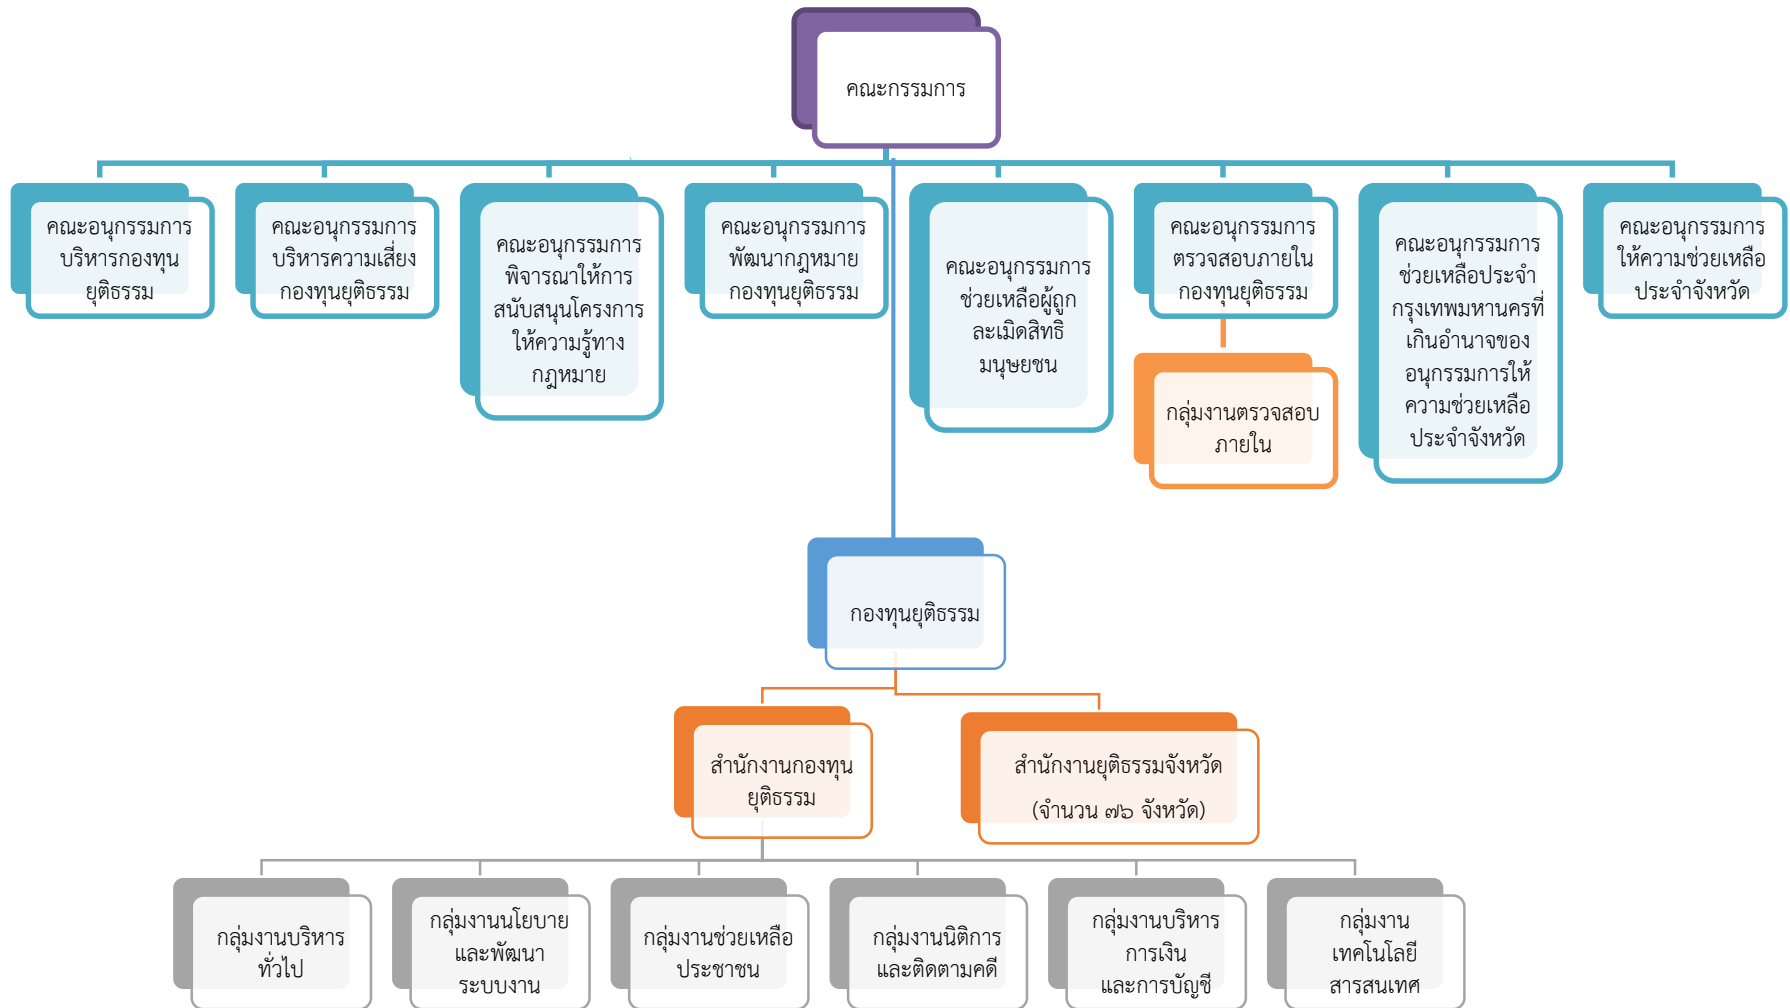 คณะกรรมการ
คณะอนุกรรมการ
บริหารกองทุน
ยุติธรรม
คณะอนุกรรมการ
บริหารความเสี่ยง
กองทุนยุติธรรม
คณะอนุกรรมการ
พิจารณาให้การ
สนับสนุนโครงการ
ให้ความรู้ทาง
กฎหมาย
คณะอนุกรรมการ
พัฒนากฎหมาย
กองทุนยุติธรรม
คณะอนุกรรมการ
ช่วยเหลือผู้ถูก
ละเมิดสิทธิ
มนุษยชน
คณะอนุกรรมการ
ตรวจสอบภายใน
กองทุนยุติธรรม
กลุ่มงานตรวจสอบ
ภายใน
คณะอนุกรรมการ
ช่วยเหลือประจำ
กรุงเทพมหานครที่
เกินอำนาจของ
อนุกรรมการให้
ความช่วยเหลือ
ประจำจังหวัด
คณะอนุกรรมการ
ให้ความช่วยเหลือ
ประจำจังหวัด
กองทุนยุติธรรม
สำนักงานกองทุน
ยุติธรรม
สำนักงานยุติธรรมจังหวัด
(จำนวน ๗๖ จังหวัด)
กลุ่มงานบริหาร
ทั่วไป
กลุ่มงานนโยบาย
และพัฒนา
ระบบงาน
กลุ่มงานช่วยเหลือ
ประชาชน
กลุ่มงานนิติการ
และติดตามคดี
กลุ่มงานบริหาร
การเงิน
และการบัญชี
กลุ่มงาน
เทคโนโลยี
สารสนเทศ